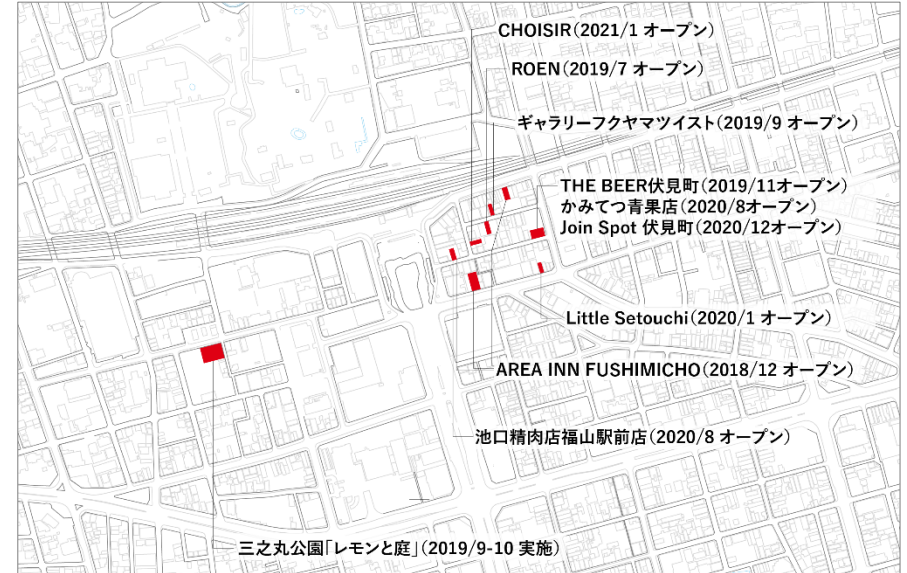 CHOISIR（2021/1 オープン）
ROEN（2019/7 オープン）
ギャラリーフクヤマツイスト（2019/9 オープン）
THE BEER伏見町（2019/11オープン）
かみてつ青果店（2020/8オープン）
Join Spot 伏見町（2020/12オープン）
Little Setouchi（2020/1 オープン）
AREA INN FUSHIMICHO（2018/12 オープン）
池口精肉店福山駅前店（2020/8 オープン）
三之丸公園「レモンと庭」（2019/9-10 実施）